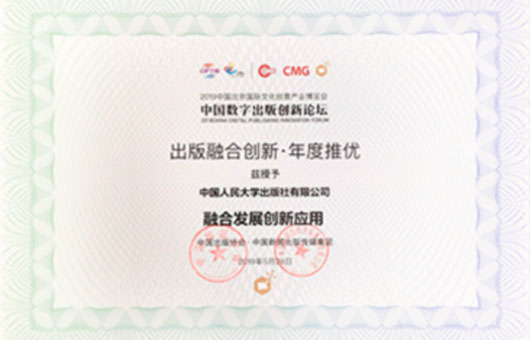 CMG
2019中国北京国际文化创意产业博览会
中国数字出版创新论坛
2019CHINA DIGITAL PUBLISHING INNOVATION FORUM
出版融合创新·年度推优
兹授予
中国人民大学出版社有限公司
融合发展创新应用
中国出版协会 中国新闻出版传媒集团
2019年5月28日